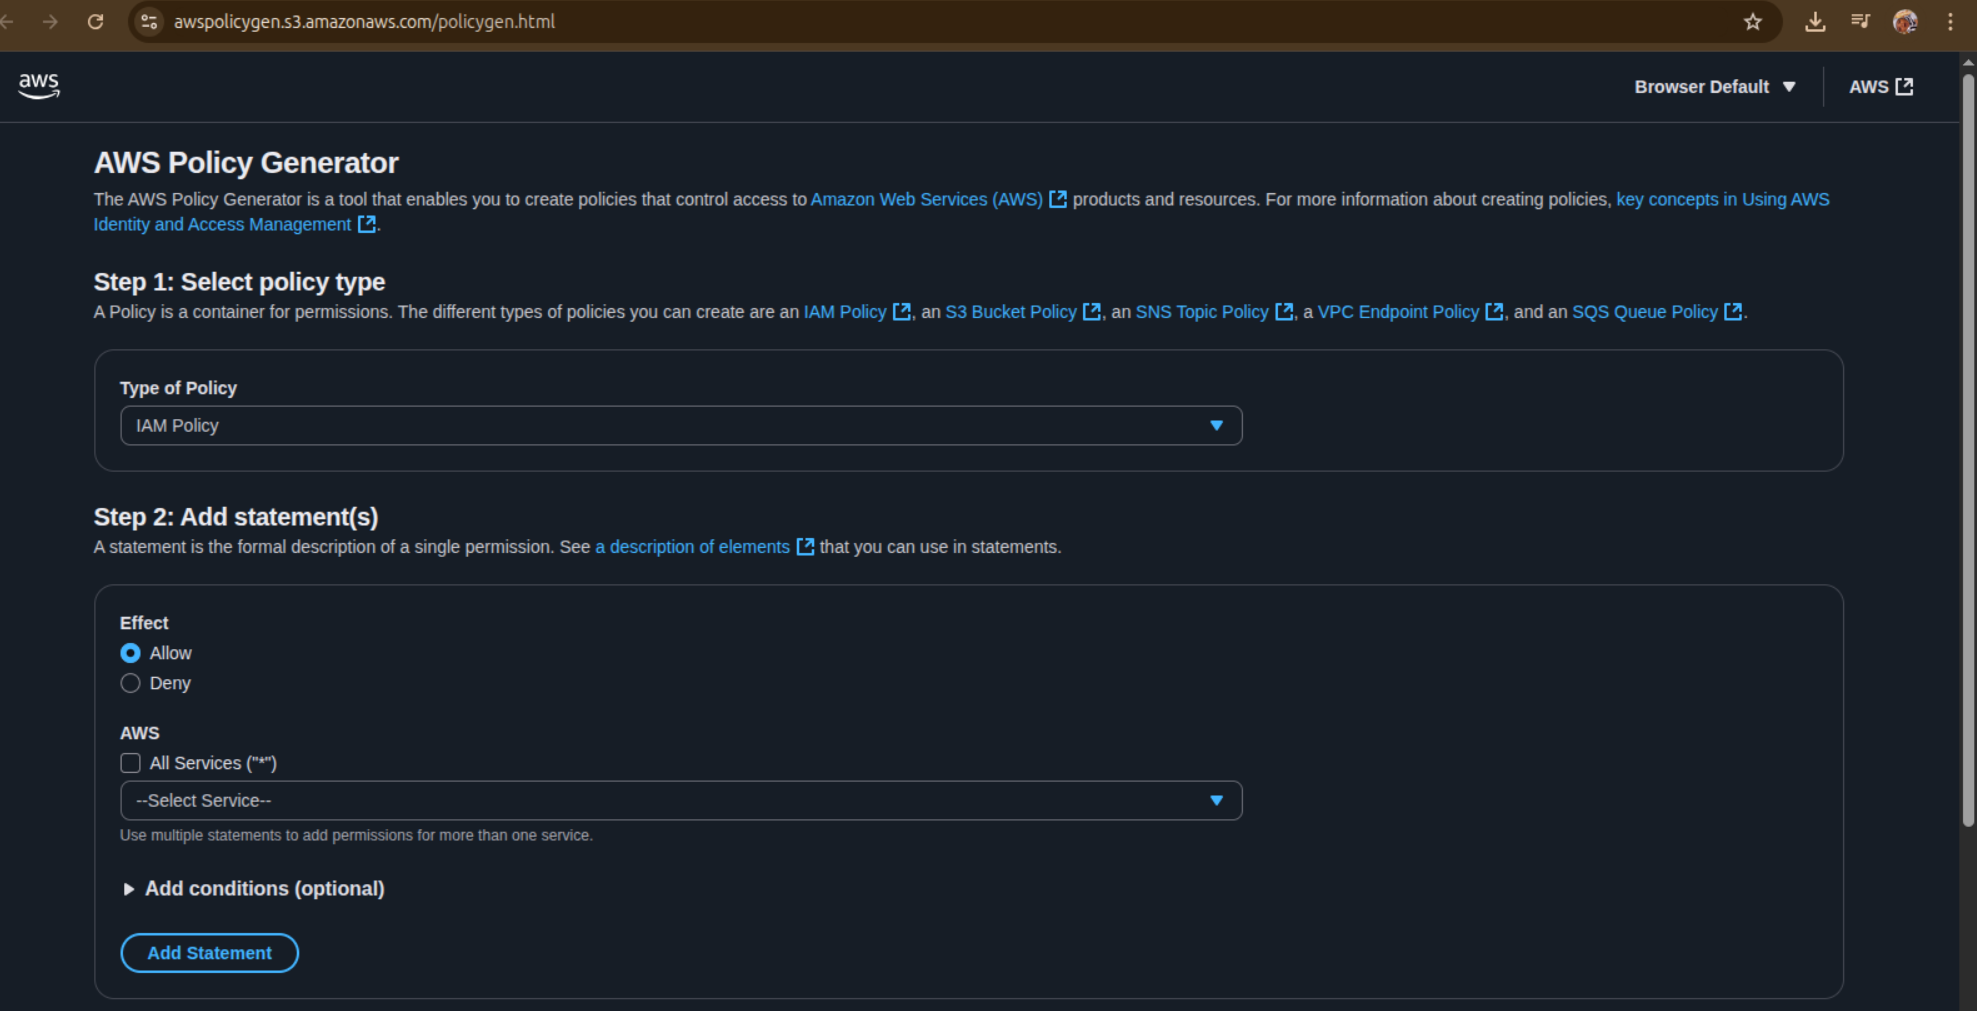 awspolicygen.s3.amazonaws.com/policygen.html
aws
Browser Default
AWS
AWS Policy Generator
The AWS Policy Generator is a tool that enables you to create policies that control access to Amazon Web Services (AWS) products and resources. For more information about creating policies, key concepts in Using AWS
Identity and Access Management.
Step 1: Select policy type
A Policy is a container for permissions. The different types of policies you can create are an IAM Policy, an S3 Bucket Policy, an SNS Topic Policy, a VPC Endpoint Policy, and an SQS Queue Policy.
Type of Policy
IAM Policy
Step 2: Add statement(s)
A statement is the formal description of a single permission. See a description of elements that you can use in statements.
Effect
Allow
Deny
AWS
All Services ("*")
--Select Service--
Use multiple statements to add permissions for more than one service.
Add conditions (optional)
Add Statement